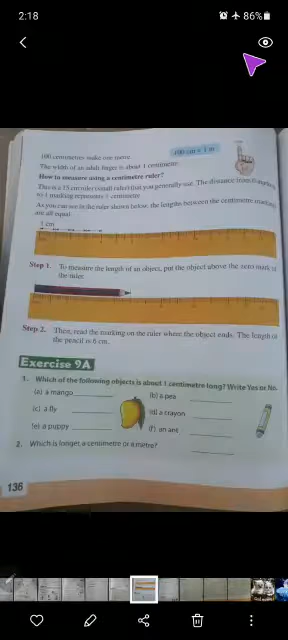 2:18
86%
100 centimetres make one metre.
100 cm = 1 m
The width of an adult finger is about 1 centimetre.
How to measure using a centimetre ruler?
This is a 15 cm ruler (small ruler) that you generally use. The distance from
to 1 marking represents 1 centimetre
As you can see in the ruler shown below, the lengths between the centimetre
are all equal.
1 cm
Step 1. To measure the length of an object, put the object above the zero mark of
the ruler.
Step 2. Then, read the marking on the ruler where the object ends. The length of
the pencil is 6 cm.
Exercise 9A
1. Which of the following objects is about 1 centimetre long? Write Yes or No.
(a) a mango
(b) a pea
(c) a fly
(d) a crayon
(e) a puppy
(f) an ant
2. Which is longer, a centimetre or a metre?
136